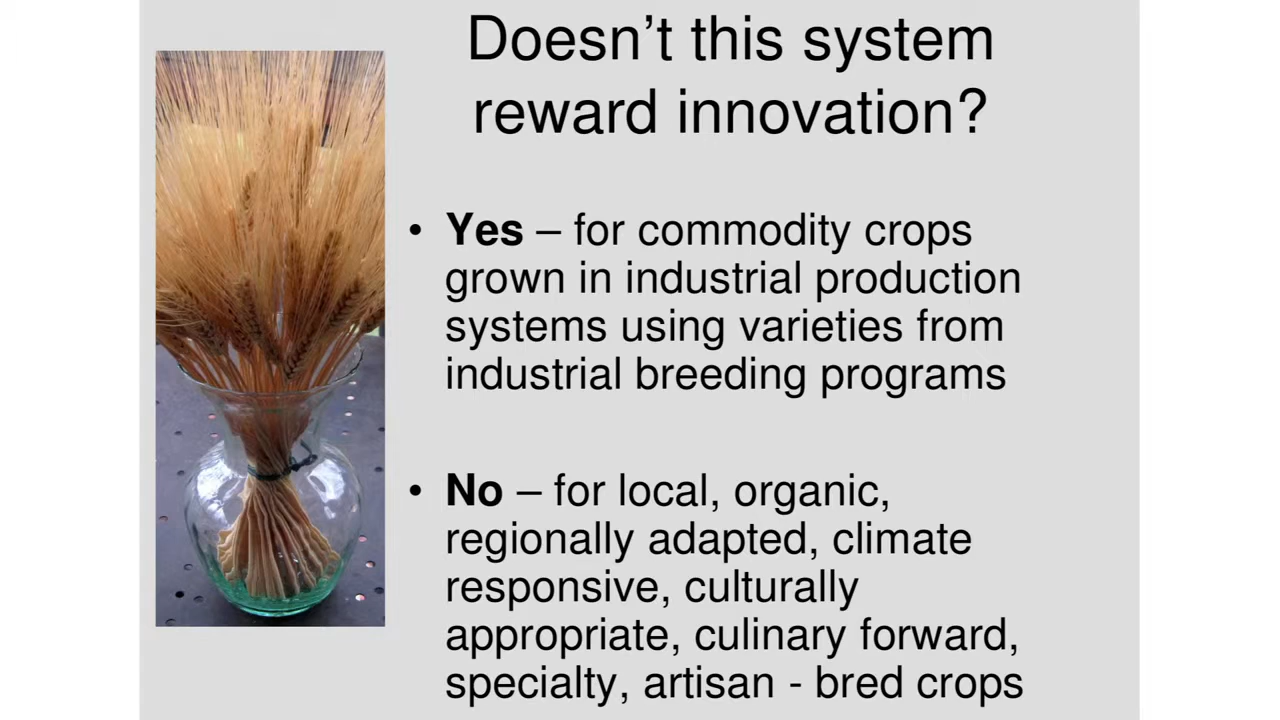 Doesn't this system
reward innovation?
• Yes – for commodity crops
grown in industrial production
systems using varieties from
industrial breeding programs
• No – for local, organic,
regionally adapted, climate
responsive, culturally
appropriate, culinary forward,
specialty, artisan - bred crops